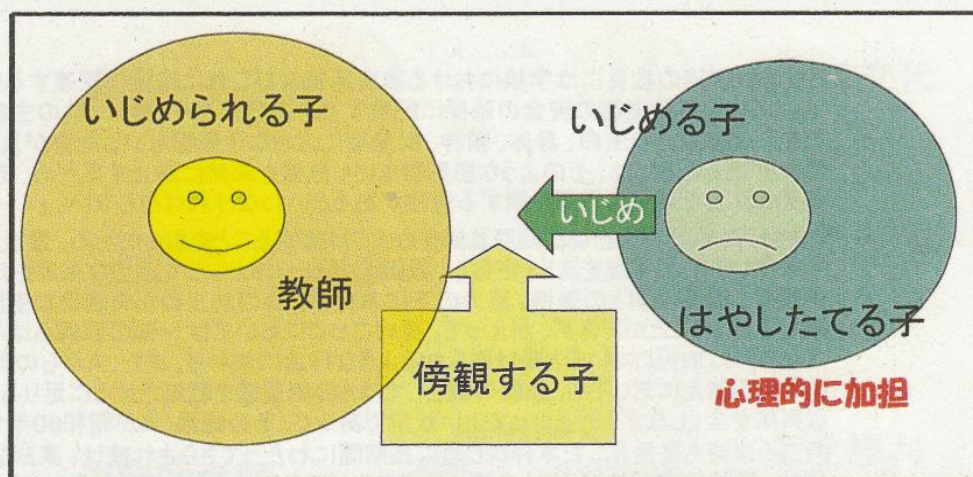 いじめられる子
教師
いじめ
いじめる子
はやしたてる子
傍観する子
心理的に加担